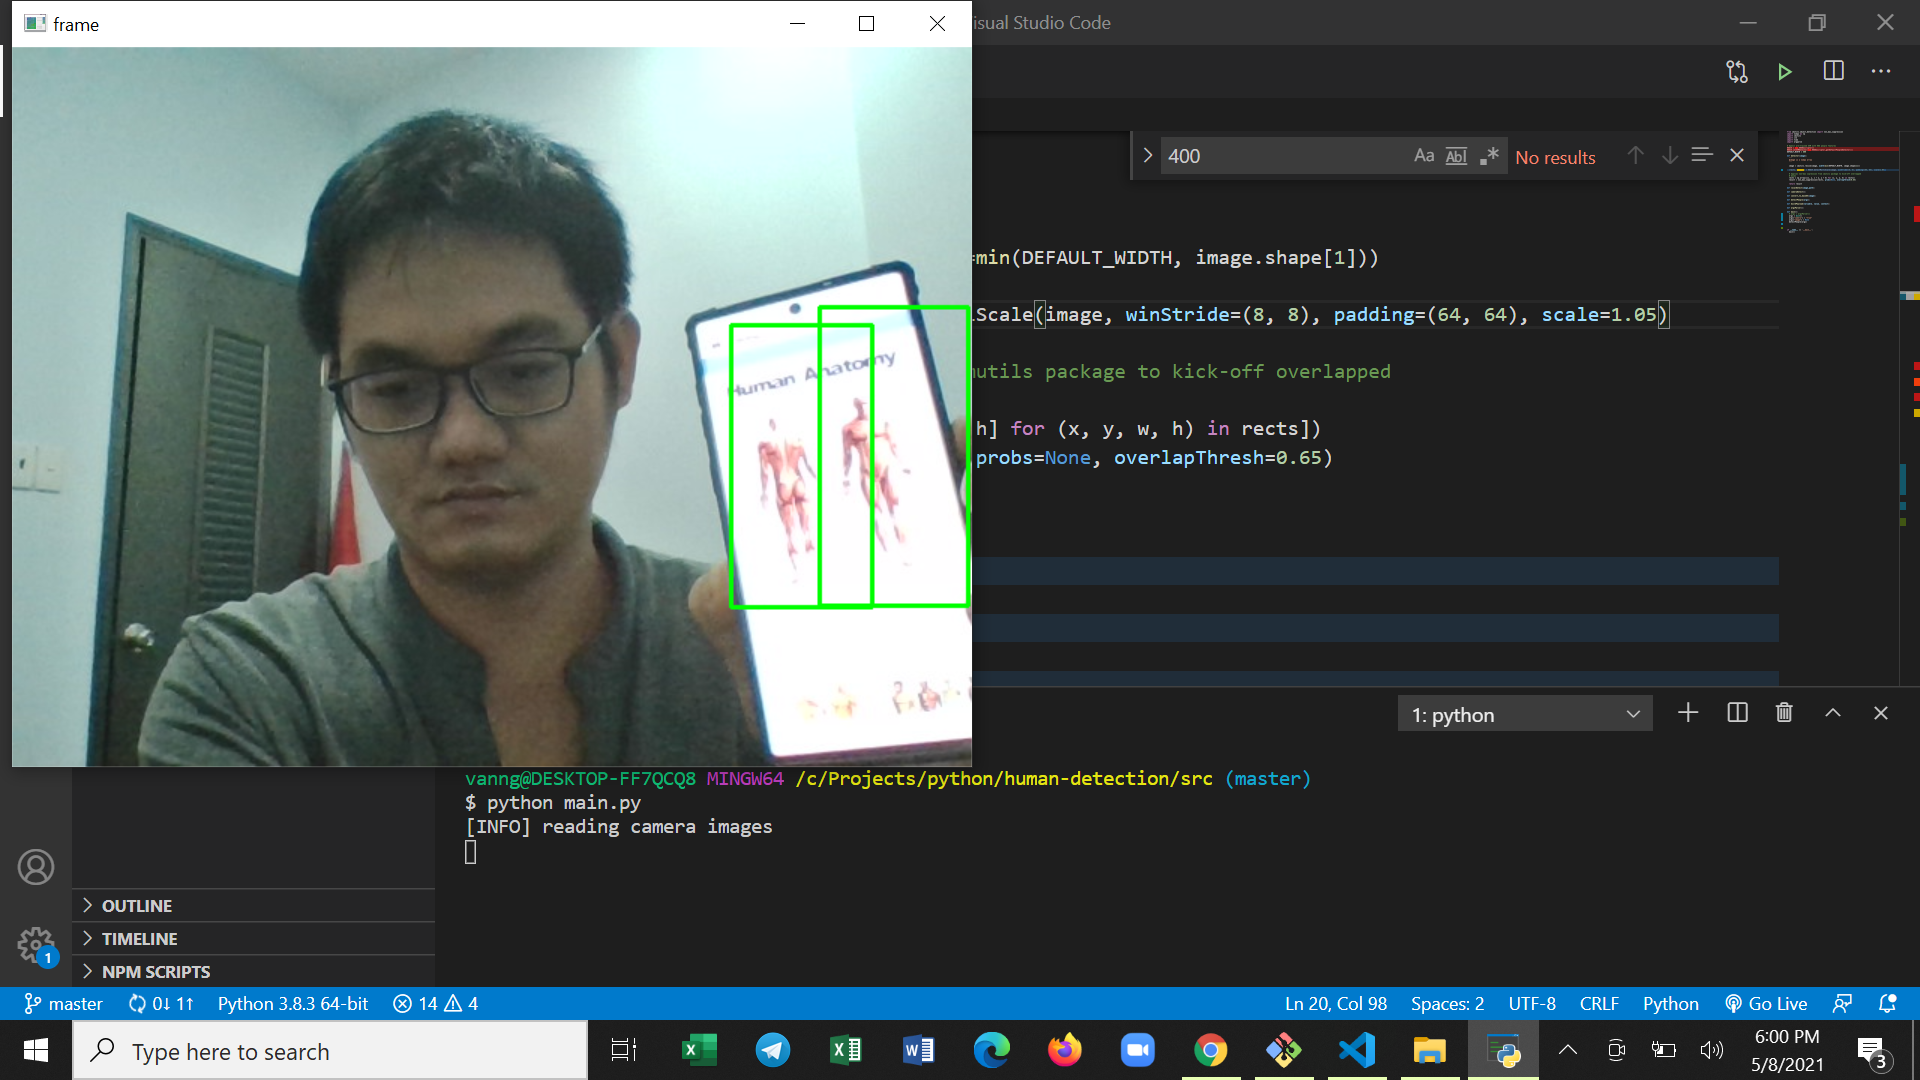 frame
isual Studio Code
400
Aa
Abl
.*
No results
=min(DEFAULT_WIDTH, image.shape[1]))
iScale(image, winStride=(8, 8), padding=(64, 64), scale=1.05)
utils package to kick-off overlapped
h] for (x, y, w, h) in rects])
probs=None, overlapThresh=0.65)
Human Anatomy
1: python
vanng@DESKTOP-FF7QCQ8 MINGW64 /c/Projects/python/human-detection/src (master)
$ python main.py
[INFO] reading camera images
OUTLINE
1
TIMELINE
NPM SCRIPTS
master
0↓ 1↑
Python 3.8.3 64-bit
14
4
Ln 20, Col 98
Spaces: 2
UTF-8
CRLF
Python
Go Live
Type here to search
6:00 PM
5/8/2021
3